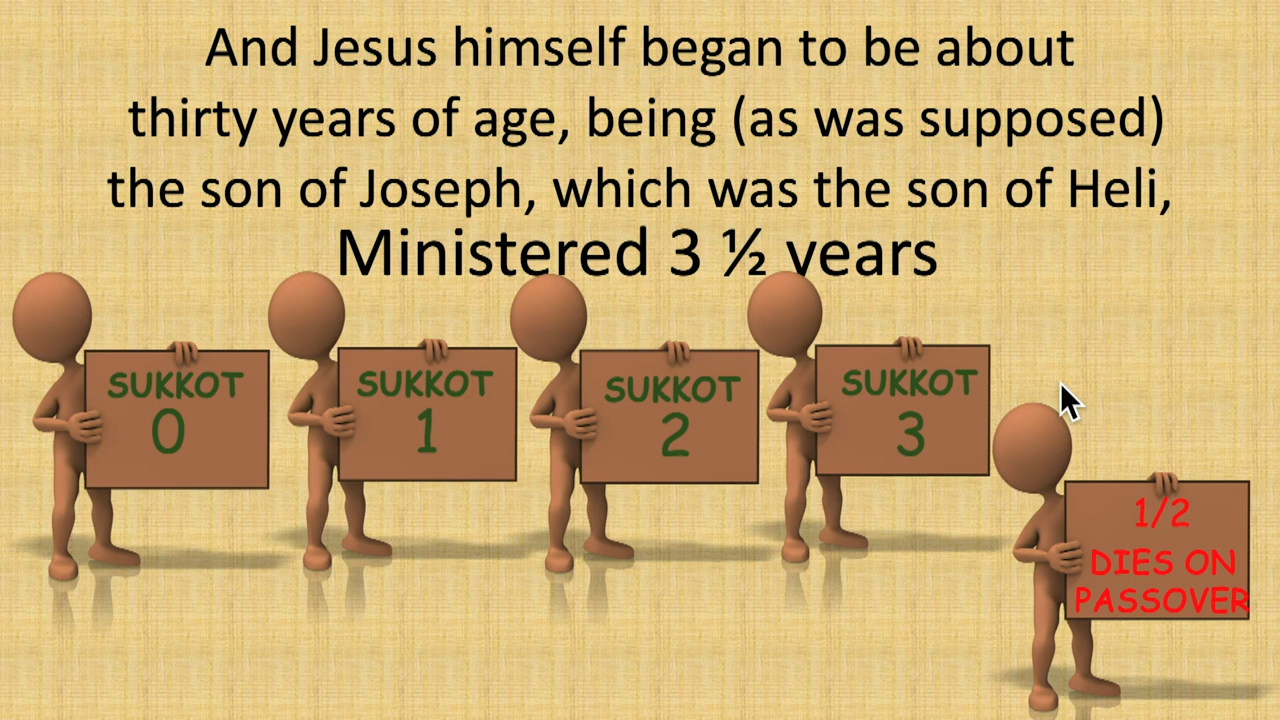 And Jesus himself began to be about
thirty years of age, being (as was supposed)
the son of Joseph, which was the son of Heli,
Ministered 3 ½ years
SUKKOT
0
SUKKOT
1
SUKKOT
2
SUKKOT
3
1/2
DIES ON
PASSOVER